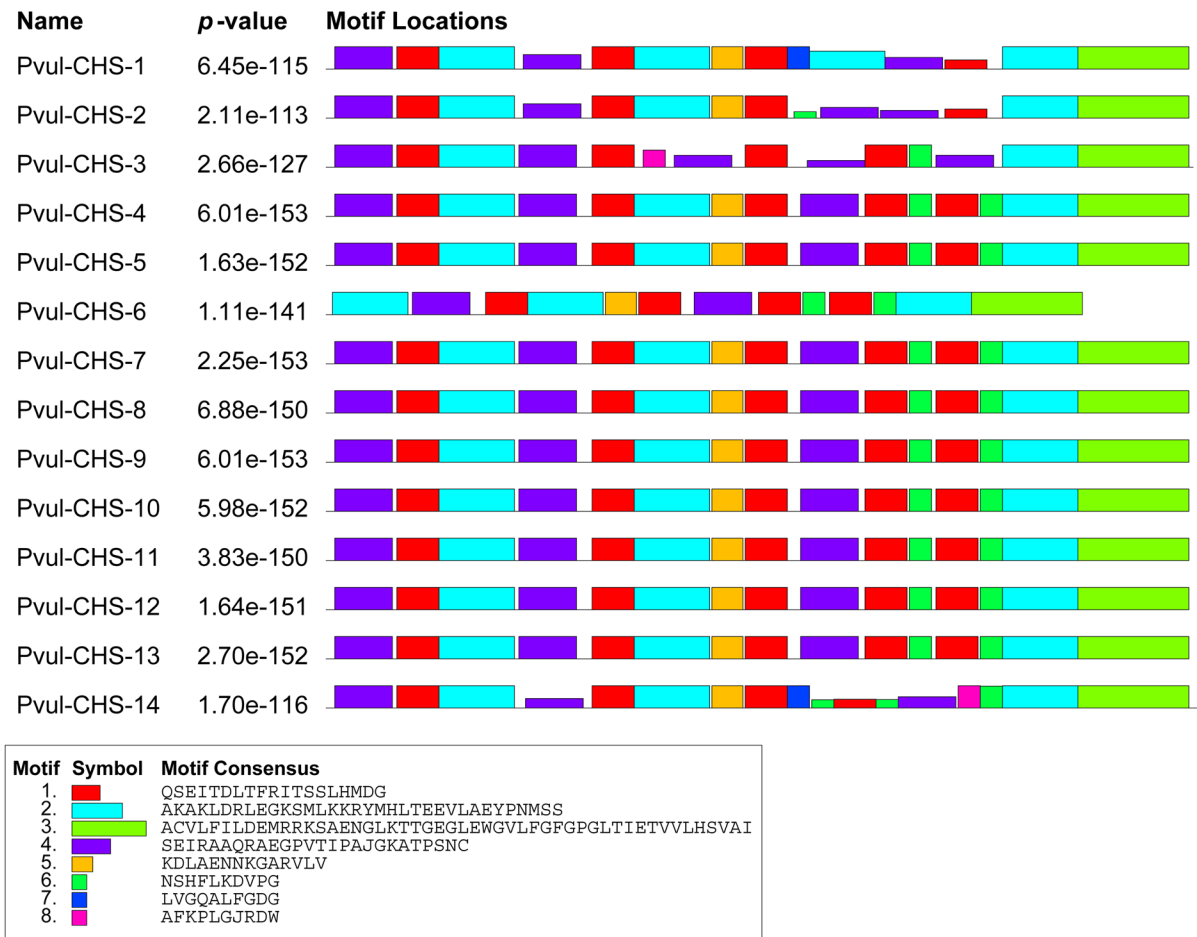 Name p-value Motif Locations
Pvul-CHS-1 6.45e-115
Pvul-CHS-2 2.11e-113
Pvul-CHS-3 2.66e-127
Pvul-CHS-4 6.01e-153
Pvul-CHS-5 1.63e-152
Pvul-CHS-6 1.11e-141
Pvul-CHS-7 2.25e-153
Pvul-CHS-8 6.88e-150
Pvul-CHS-9 6.01e-153
Pvul-CHS-10 5.98e-152
Pvul-CHS-11 3.83e-150
Pvul-CHS-12 1.64e-151
Pvul-CHS-13 2.70e-152
Pvul-CHS-14 1.70e-116
Motif Symbol Motif Consensus
1. QSEITDLTFRITSSLHMDG
2. AKAKLDRLEGKSMLKKRYMHLTEEVLAEYPNMSS
3. ACVLFILDEMRRKSAENGLKTTGEGLEWGVLFGFGPGLTIETVVLHSVAI
4. SEIRAAQRAEGPVTIPAJGKATPSNC
5. KDLAENNKGARVLV
6. NSHFLKDVPG
7. LVGQALFGDG
8. AFKPLGJRDW